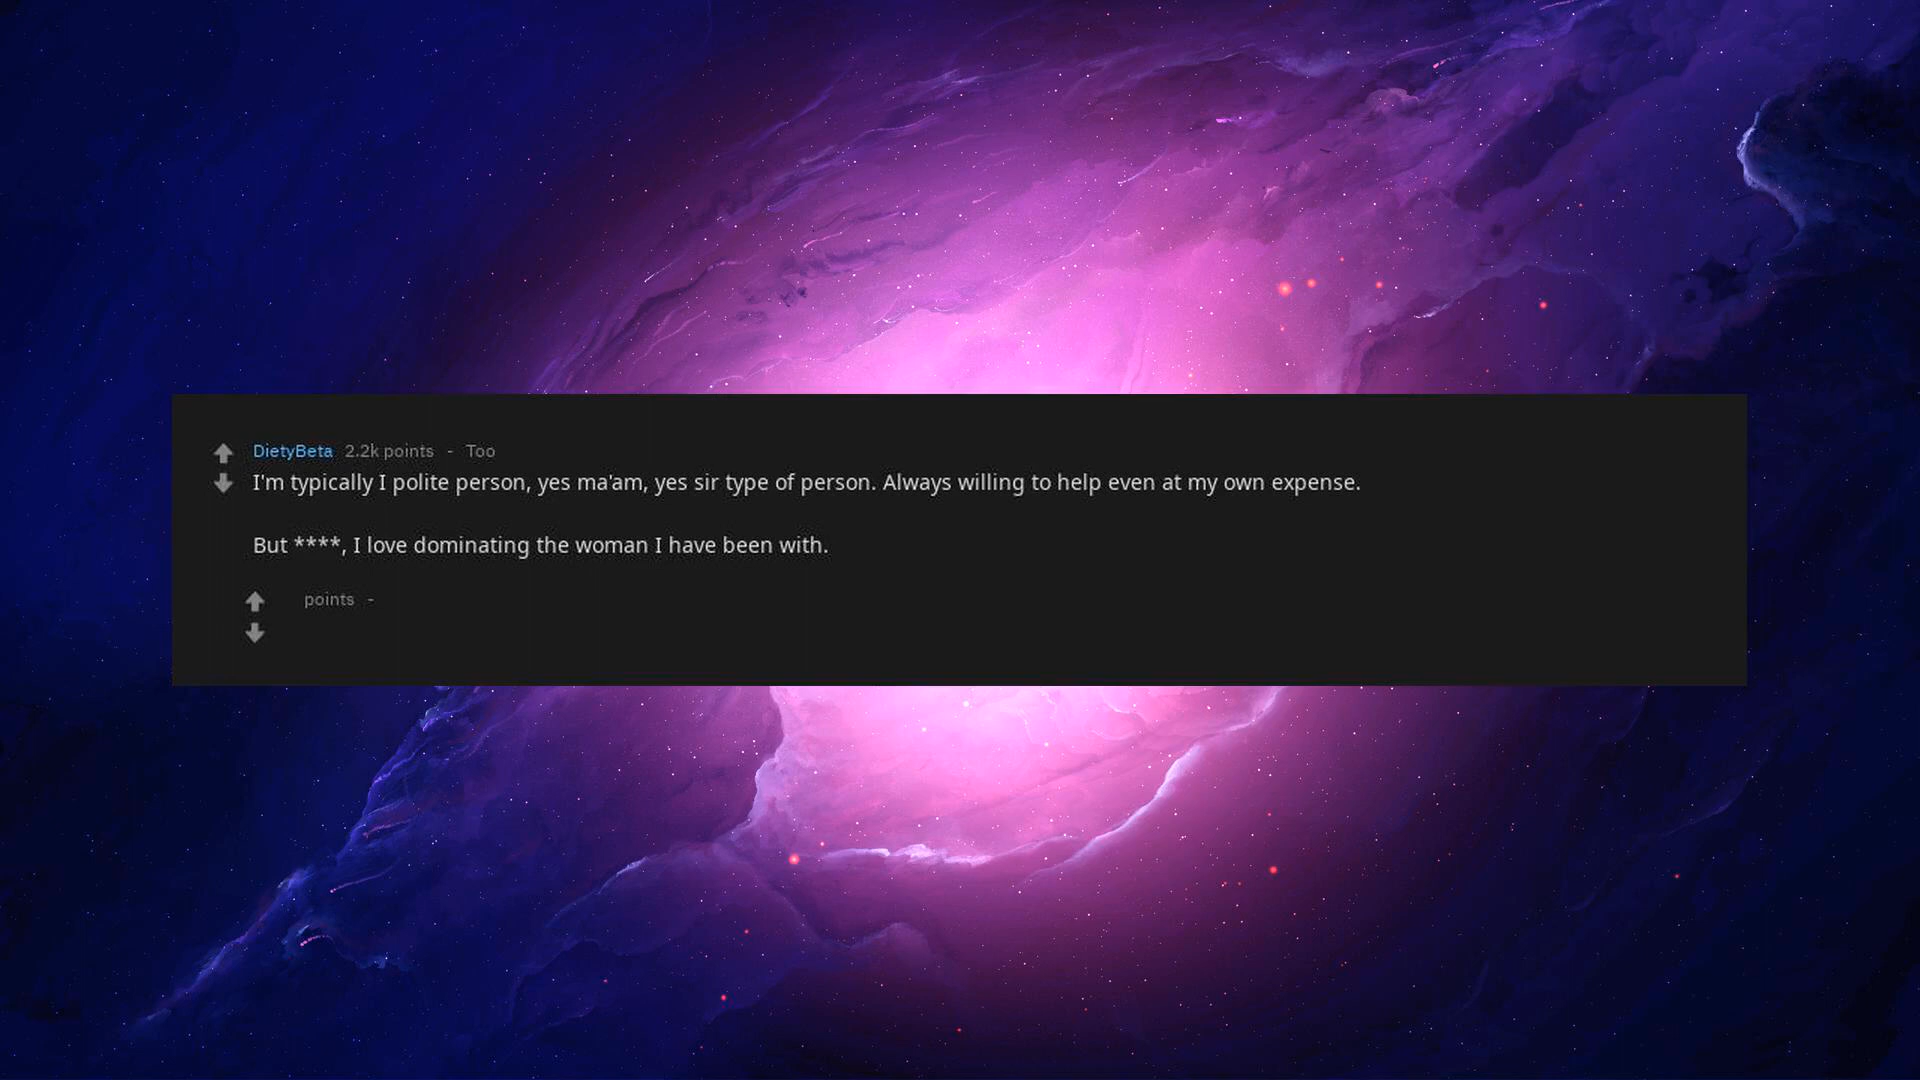 DietyBeta 2.2k points - Too
I'm typically I polite person, yes ma'am, yes sir type of person. Always willing to help even at my own expense.
But ****, I love dominating the woman I have been with.
points -